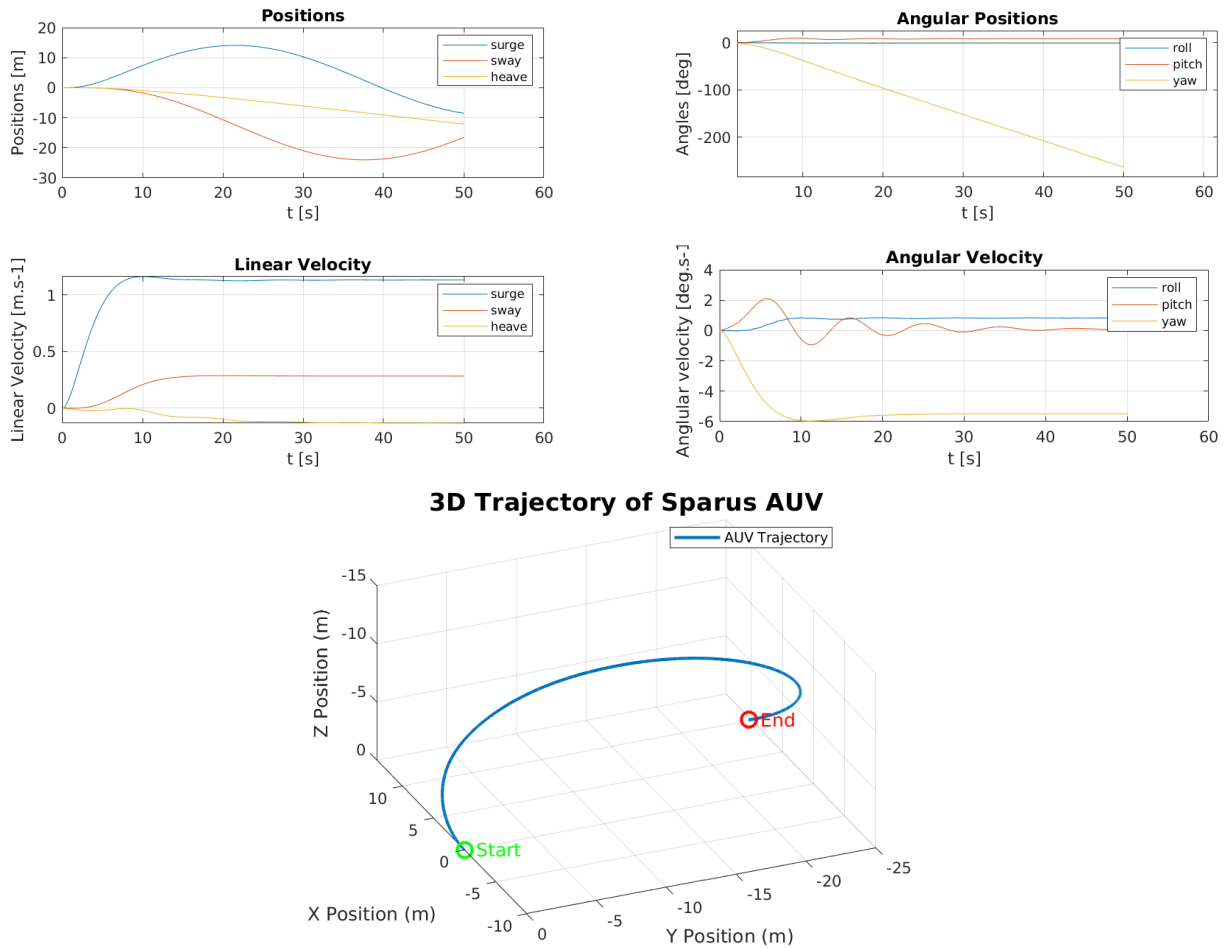 Positions
Positions [m]
20
10
0
-10
-20
-30
0 10 20 30 40 50 60
t [s]
surge
sway
heave
Angular Positions
Angles [deg]
0
-100
-200
10 20 30 40 50 60
t [s]
roll
pitch
yaw
Linear Velocity
Linear Velocity [m.s-1]
1
0.5
0
0 10 20 30 40 50 60
t [s]
surge
sway
heave
Angular Velocity
Anglular velocity [deg.s-]
4
2
0
-2
-4
-6
0 10 20 30 40 50 60
t [s]
roll
pitch
yaw
3D Trajectory of Sparus AUV
AUV Trajectory
Z Position (m)
-15
-10
-5
0
10
5
0
-5
-10
X Position (m)
0
-5
-10
-15
-20
-25
Y Position (m)
Start
End